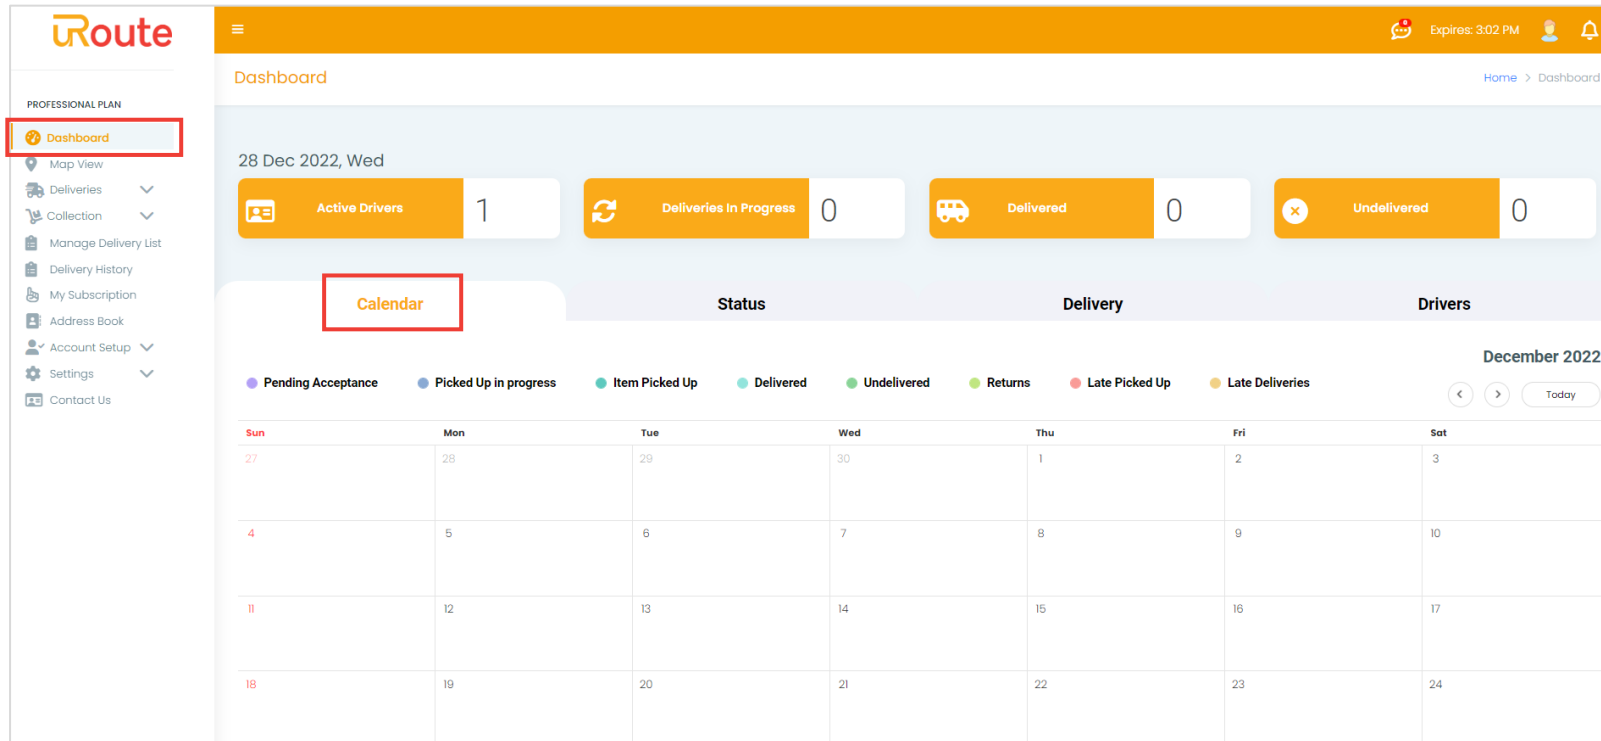 uRoute
Expires: 3:02 PM
Dashboard
Home > Dashboard
PROFESSIONAL PLAN
Dashboard
Map View
Deliveries
Collection
Manage Delivery List
Delivery History
My Subscription
Address Book
Account Setup
Settings
Contact Us
28 Dec 2022, Wed
Active Drivers 1
Deliveries In Progress 0
Delivered 0
Undelivered 0
Calendar Status Delivery Drivers
December 2022
Pending Acceptance Picked Up in progress Item Picked Up Delivered Undelivered Returns Late Picked Up Late Deliveries
Today
Sun Mon Tue Wed Thu Fri Sat
27 28 29 30 1 2 3
4 5 6 7 8 9 10
11 12 13 14 15 16 17
18 19 20 21 22 23 24